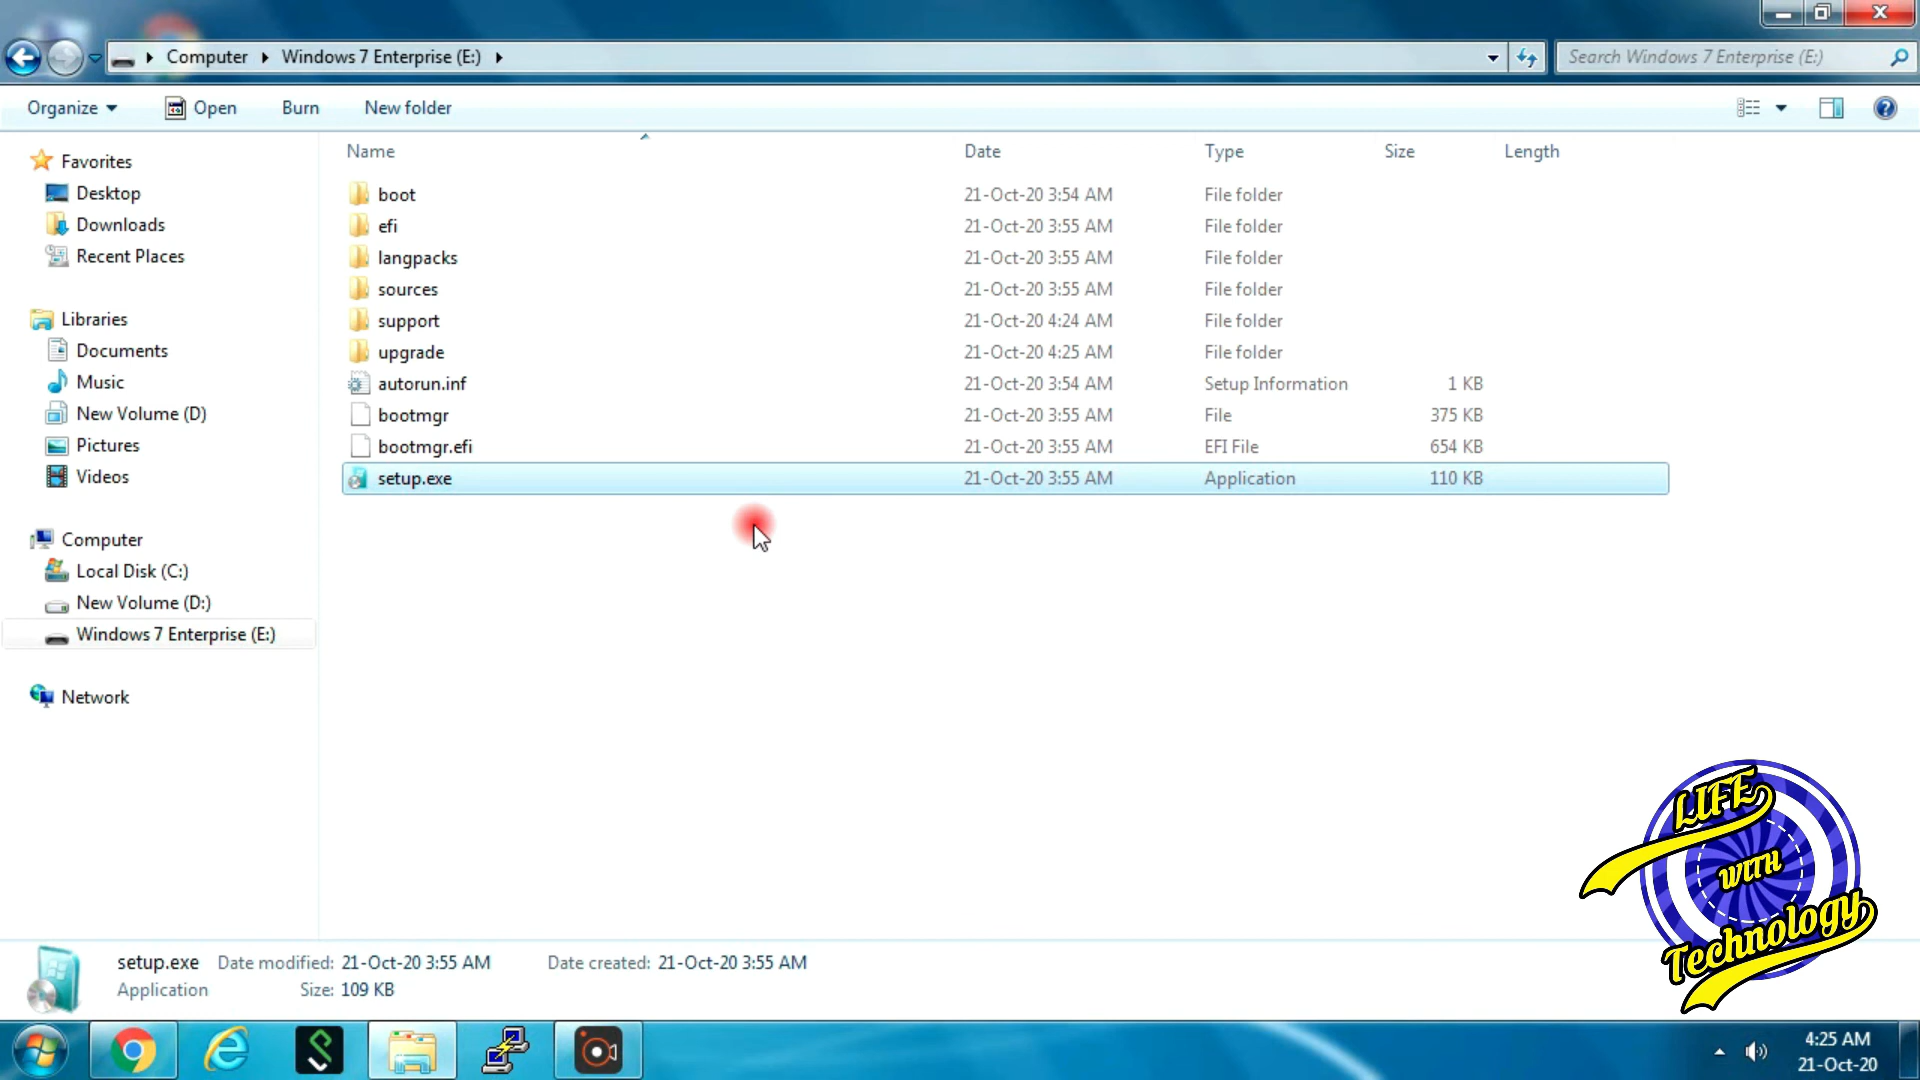 Computer Windows 7 Enterprise (E:)
Search Windows 7 Enterprise (E:)
Organize Open Burn New folder
Name Date Type Size Length
Favorites
Desktop
Downloads
Recent Places
Libraries
Documents
Music
New Volume (D)
Pictures
Videos
Computer
Local Disk (C:)
New Volume (D:)
Windows 7 Enterprise (E:)
Network
boot 21-Oct-20 3:54 AM File folder
efi 21-Oct-20 3:55 AM File folder
langpacks 21-Oct-20 3:55 AM File folder
sources 21-Oct-20 3:55 AM File folder
support 21-Oct-20 4:24 AM File folder
upgrade 21-Oct-20 4:25 AM File folder
autorun.inf 21-Oct-20 3:54 AM Setup Information 1 KB
bootmgr 21-Oct-20 3:55 AM File 375 KB
bootmgr.efi 21-Oct-20 3:55 AM EFI File 654 KB
setup.exe 21-Oct-20 3:55 AM Application 110 KB
LIFE
WITH
Technology
setup.exe Date modified: 21-Oct-20 3:55 AM Date created: 21-Oct-20 3:55 AM
Application Size: 109 KB
4:25 AM
21-Oct-20